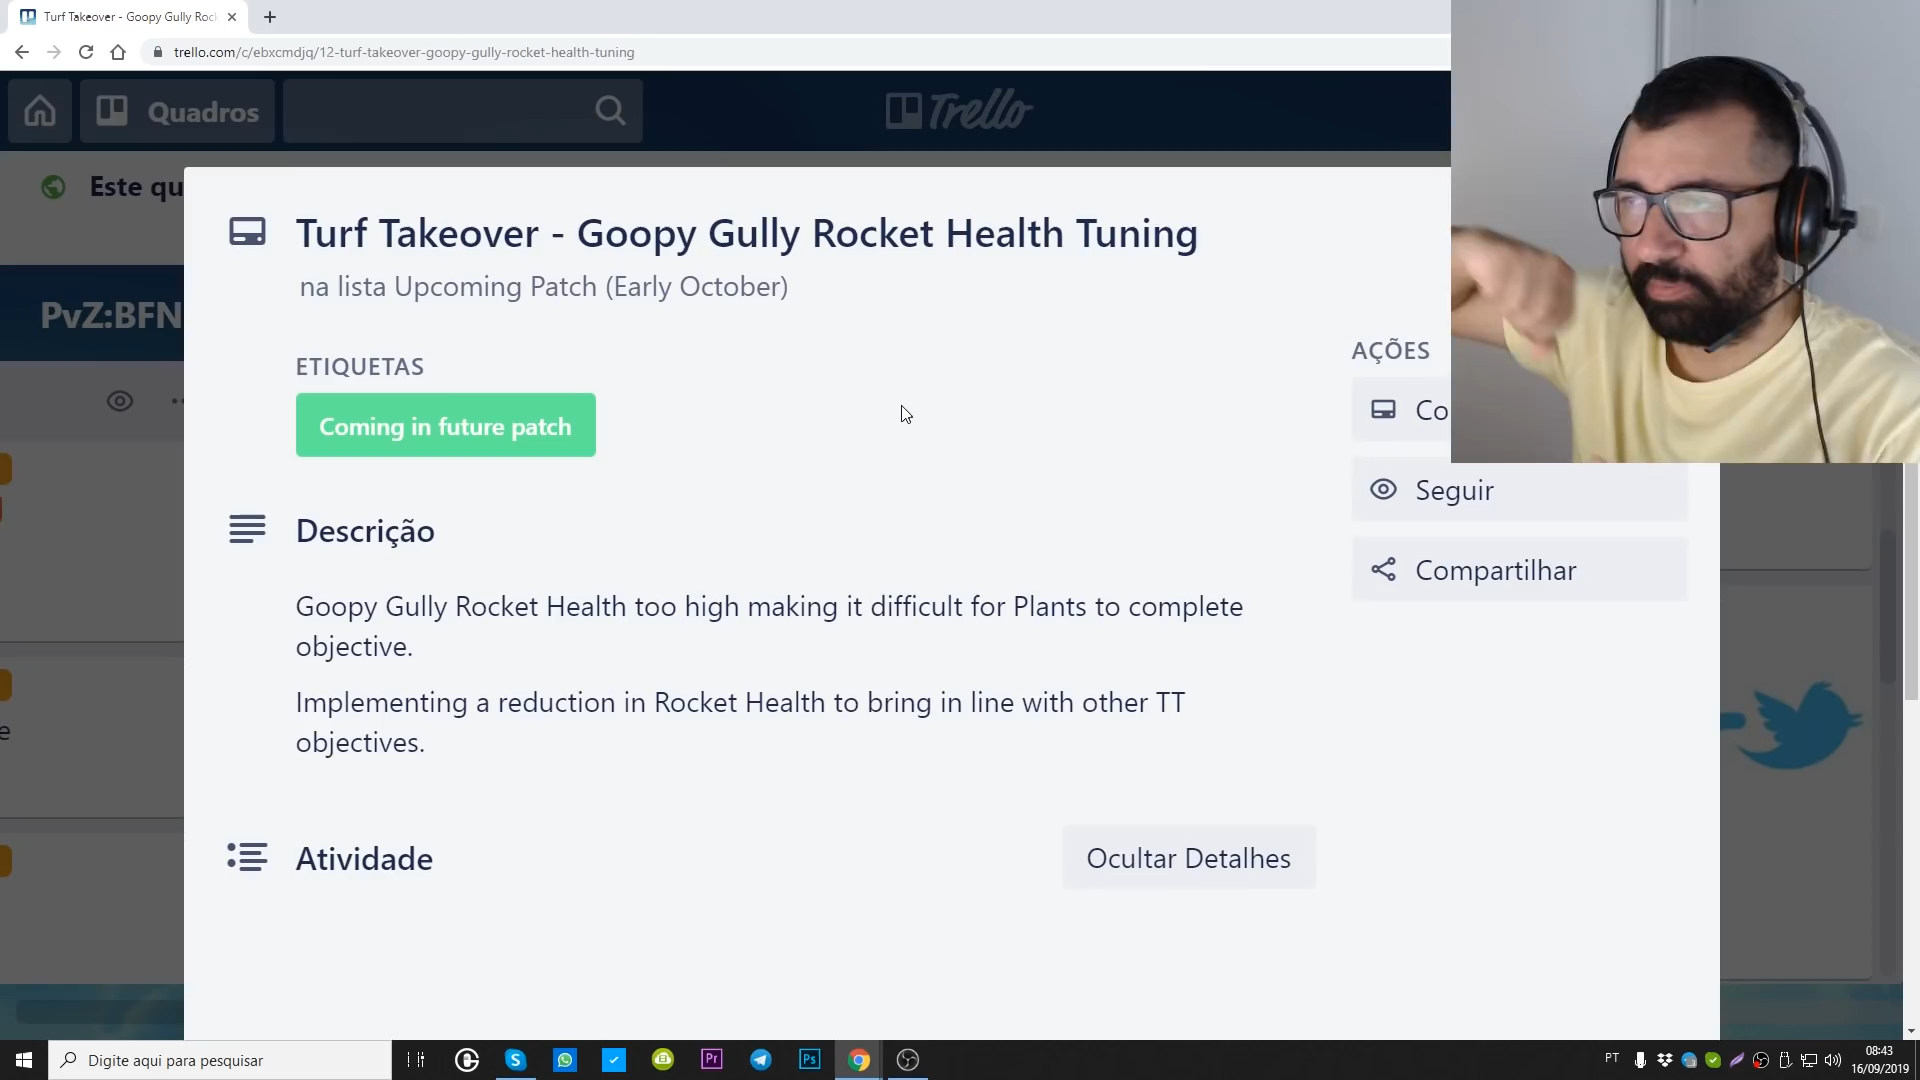 Turf Takeover - Goopy Gully Rock
trello.com/c/ebxcmdjq/12-turf-takeover-goopy-gully-rocket-health-tuning
Quadros
Trello
Este qu
Turf Takeover - Goopy Gully Rocket Health Tuning
na lista Upcoming Patch (Early October)
PvZ:BFN
ETIQUETAS
AÇÕES
Coming in future patch
Co
Seguir
Descrição
Compartilhar
Goopy Gully Rocket Health too high making it difficult for Plants to complete
objective.
Implementing a reduction in Rocket Health to bring in line with other TT
objectives.
e
Atividade
Ocultar Detalhes
Digite aqui para pesquisar
Pr
Ps
PT
08:43
16/09/2019